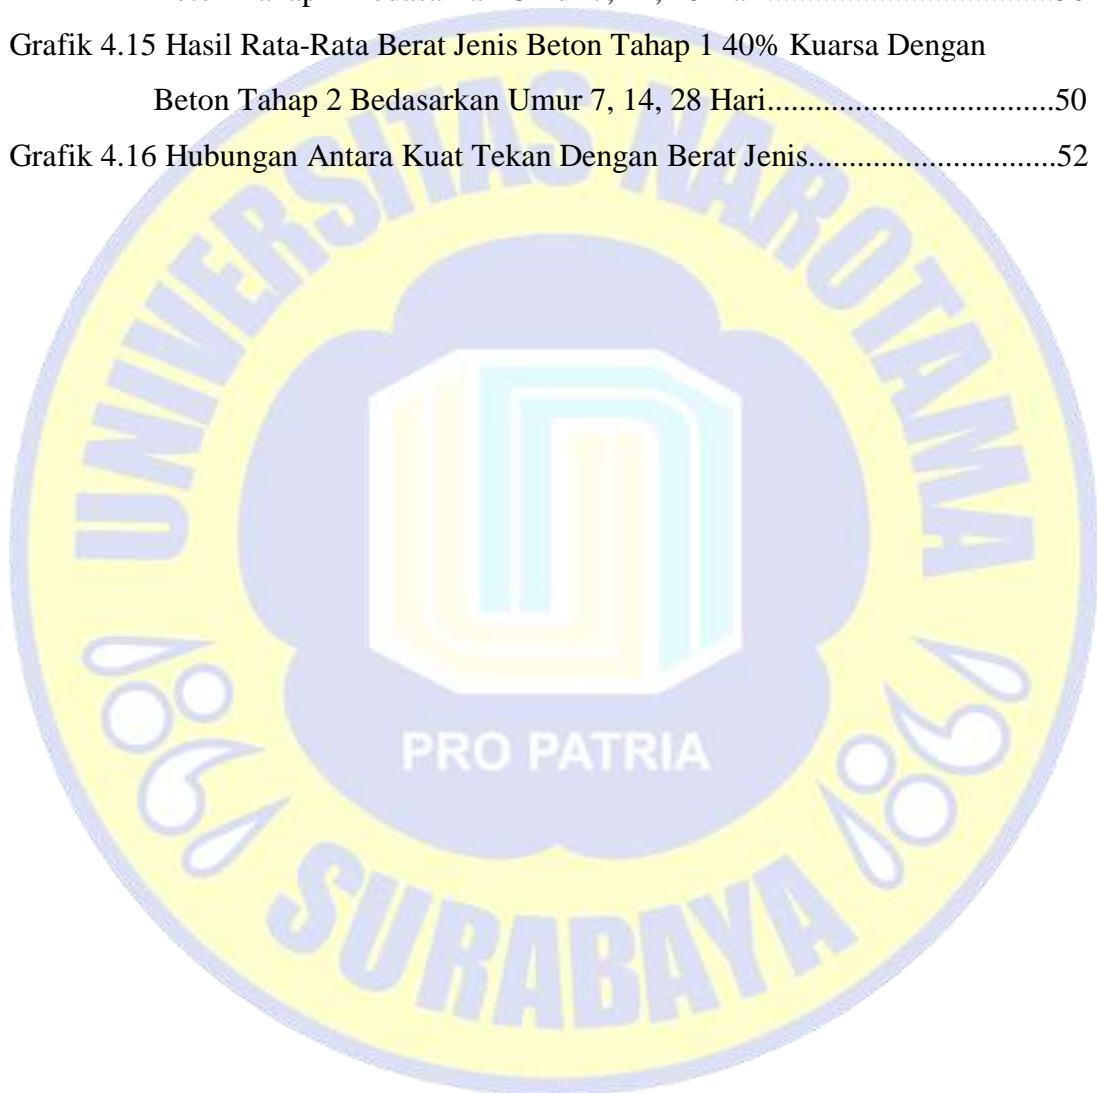 Grafik 4.15 Hasil Rata-Rata Berat Jenis Beton Tahap 1 40% Kuarsa Dengan
Beton Tahap 2 Bedasarkan Umur 7, 14, 28 Hari.................................50
Grafik 4.16 Hubungan Antara Kuat Tekan Dengan Berat Jenis.............................52
UNIVERSITAS NAROTAMA
PRO PATRIA
SURABAYA